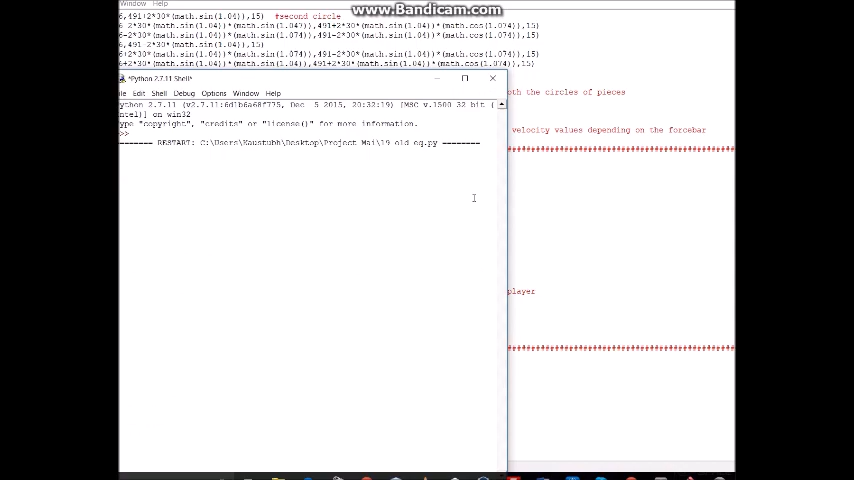 www.Bandicam.com
Window Help
6,491+2*30*(math.sin(1.04)),15) #second circle
6-2*30*(math.sin(1.04))*(math.sin(1.047)),491+2*30*(math.sin(1.04))*(math.cos(1.074)),15)
6-2*30*(math.sin(1.04))*(math.sin(1.074)),491-2*30*(math.sin(1.04))*(math.cos(1.074)),15)
6,491-2*30*(math.sin(1.04)),15)
6+2*30*(math.sin(1.04))*(math.sin(1.074)),491-2*30*(math.sin(1.04))*(math.cos(1.074)),15)
6+2*30*(math.sin(1.04))*(math.sin(1.074)),491+2*30*(math.sin(1.04))*(math.cos(1.074)),15)
*Python 2.7.11 Shell*
ile Edit Shell Debug Options Window Help
ython 2.7.11 (v2.7.11:6d1b6a68f775, Dec 5 2015, 20:32:19) [MSC v.1500 32 bit (
ntel)] on win32
ype "copyright", "credits" or "license()" for more information.
>>
======= RESTART: C:\Users\Kaustubh\Desktop\Project Mai\19 old eq.py ========
oth the circles of pieces
velocity values depending on the forcebar
player